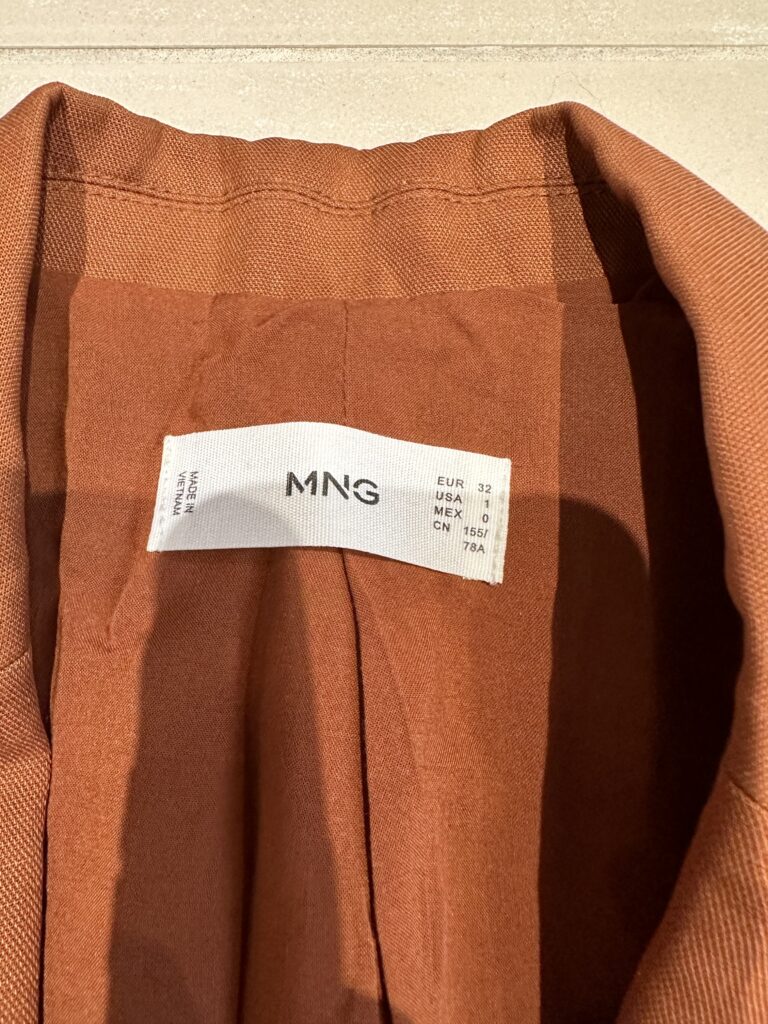 MADE IN
VIETNAM
MNG
EUR 32
USA 1
MEX 0
CN 155/
78A